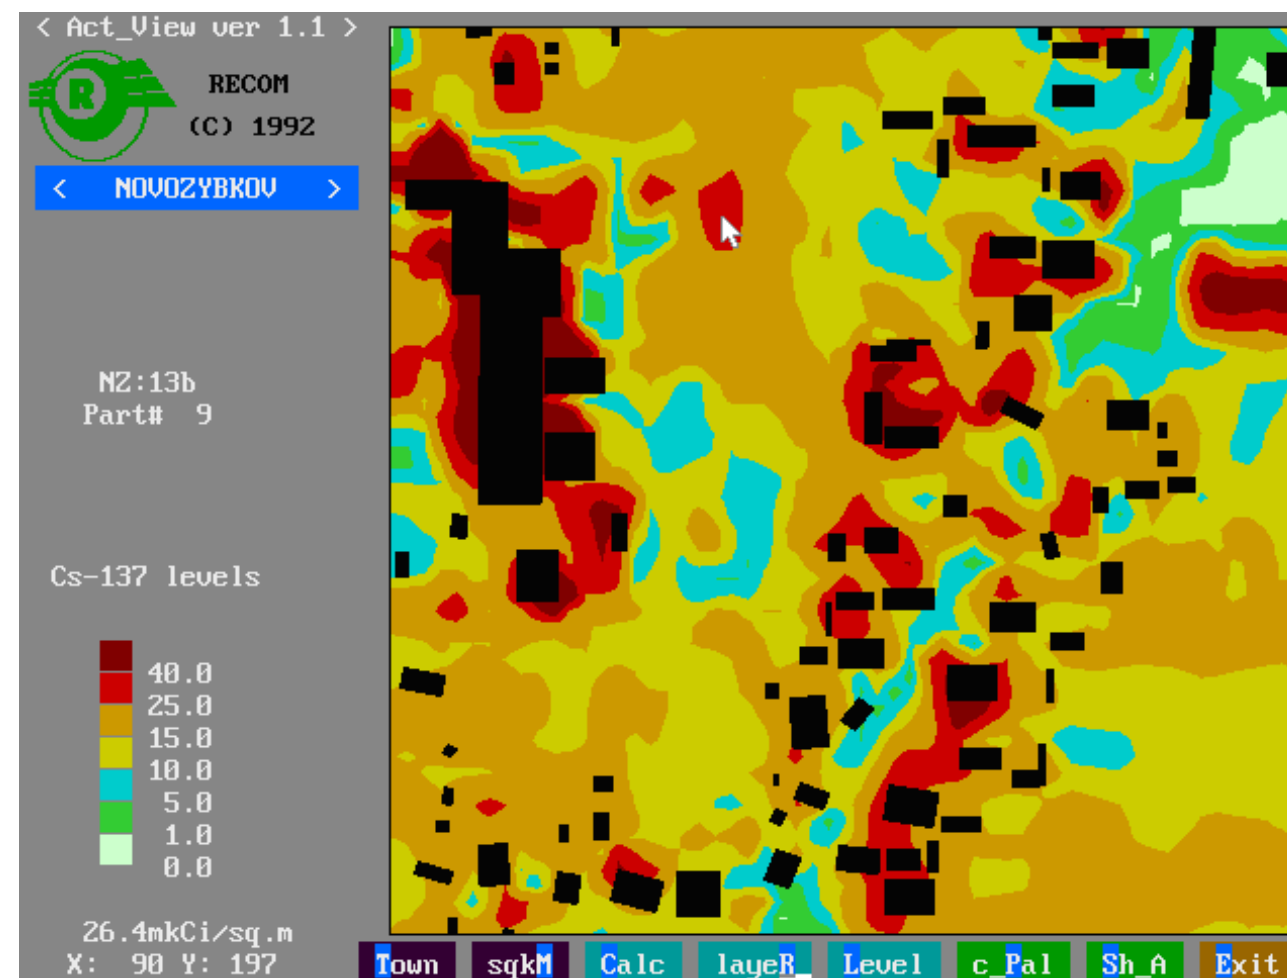 < Act_View ver 1.1 >
R
RECOM
(C) 1992
< NOVOZYBKOV >
NZ:13b
Part# 9
Cs-137 levels
40.0
25.0
15.0
10.0
5.0
1.0
0.0
26.4mkCi/sq.m
X: 90 Y: 197
Town sqkM Calc layeR_ Level c_Pal Sh_A Exit